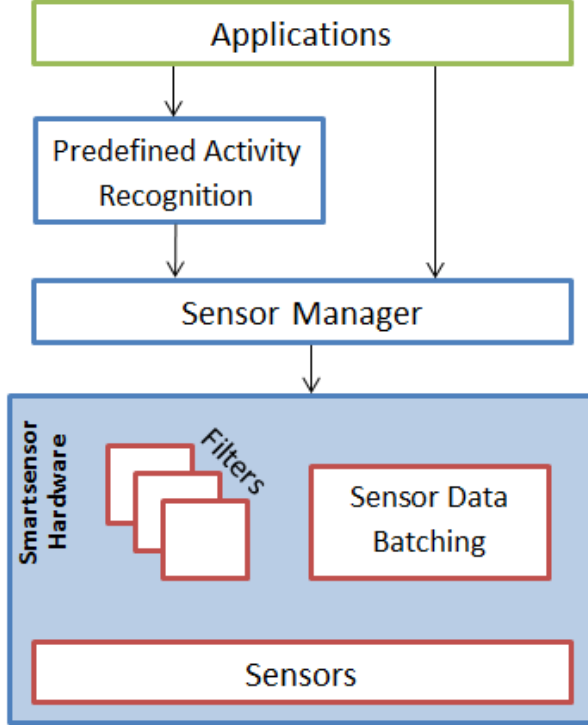 Applications
Predefined Activity
Recognition
Sensor Manager
Smartsensor
Hardware
Filters
Sensor Data
Batching
Sensors